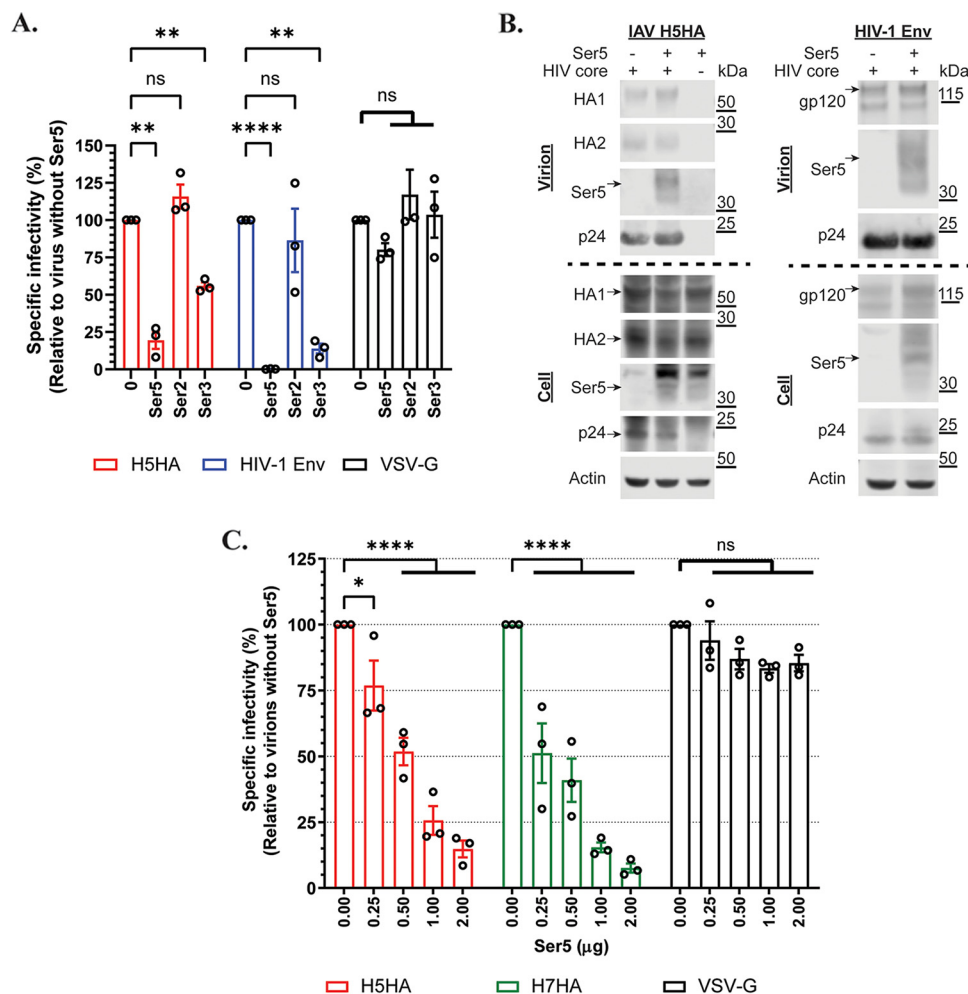 A.
** **
ns ns
** **** ns
Specific infectivity (%)
(Relative to virus without Ser5)
150
125
100
75
50
25
0
0 Ser5 Ser2 Ser3 0 Ser5 Ser2 Ser3 0 Ser5 Ser2 Ser3
H5HA HIV-1 Env VSV-G
B.
IAV H5HA
Ser5 - + +
HIV core + + - kDa
Virion
HA1 50
30
HA2
Ser5 30
25
p24
Cell
HA1 50
30
HA2
Ser5 30
25
p24
50
Actin
HIV-1 Env
Ser5 - +
HIV core + + kDa
gp120 115
Virion
Ser5
30
25
p24
gp120 115
Cell
Ser5
30
25
p24
50
Actin
C.
**** **** ns
*
Specific infectivity (%)
(Relative to virions without Ser5)
125
100
75
50
25
0
0.00 0.25 0.50 1.00 2.00 0.00 0.25 0.50 1.00 2.00 0.00 0.25 0.50 1.00 2.00
Ser5 (μg)
H5HA H7HA VSV-G